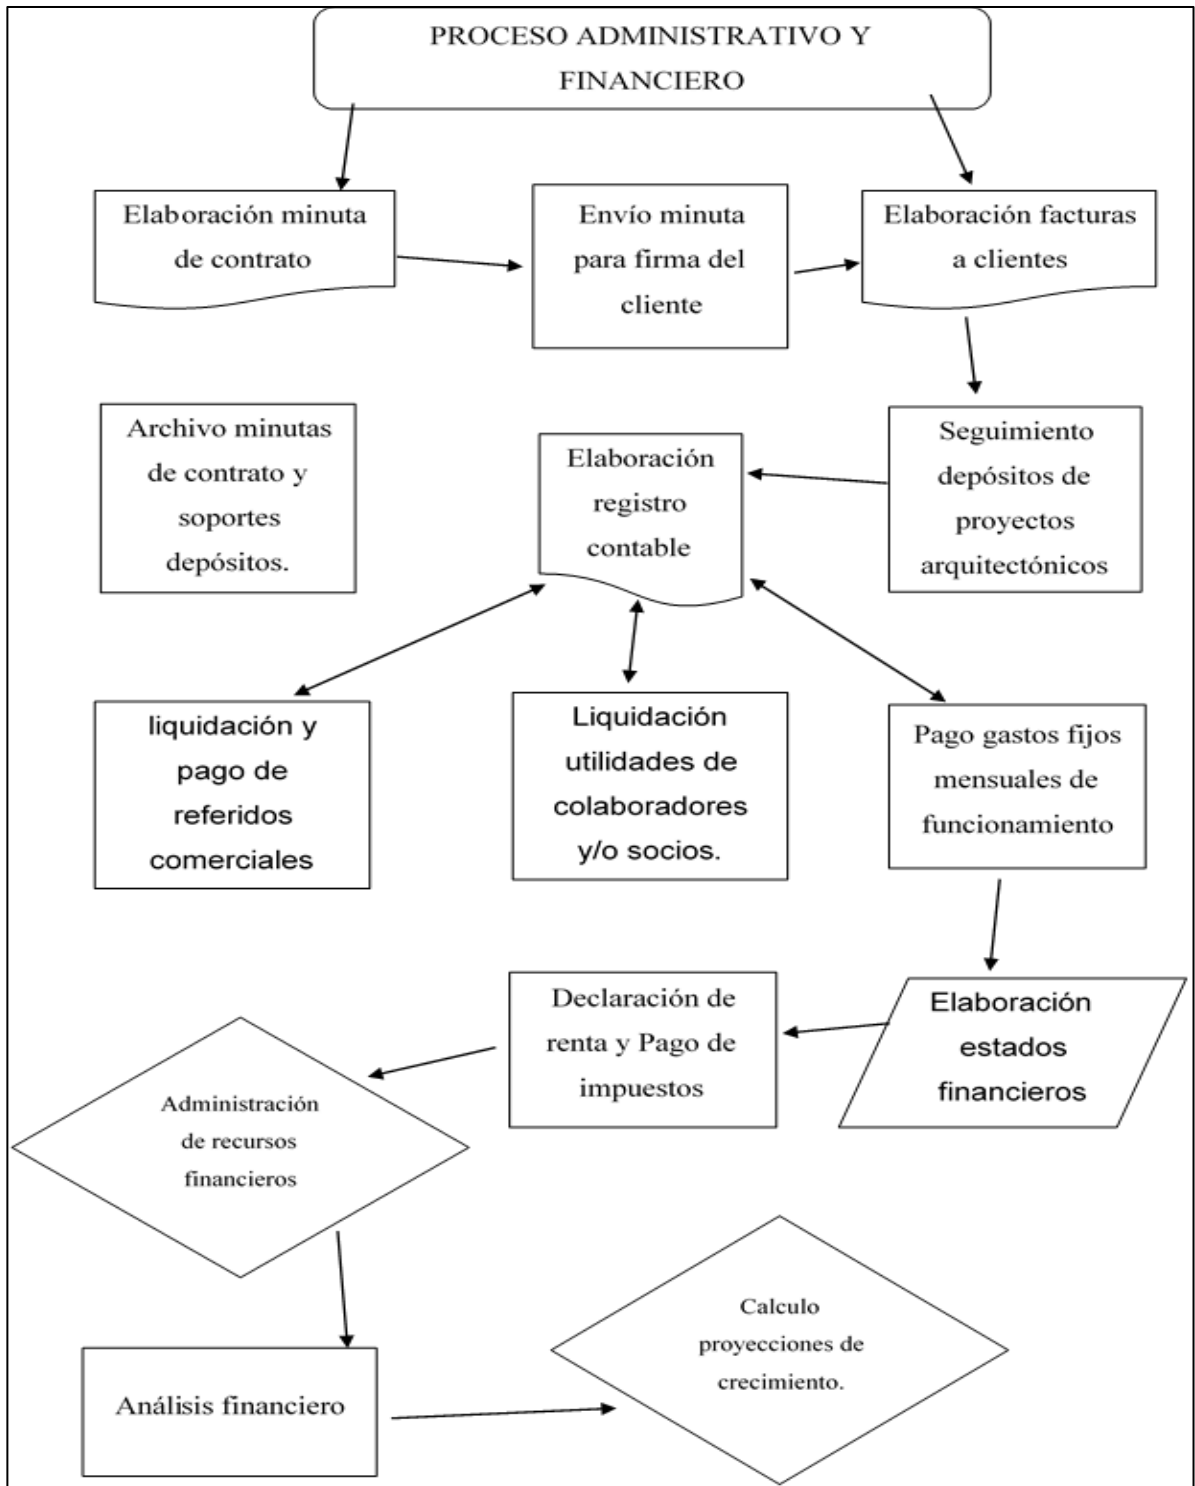 PROCESO ADMINISTRATIVO Y
FINANCIERO
Elaboración minuta
de contrato
Envío minuta
para firma del
cliente
Elaboración facturas
a clientes
Archivo minutas
de contrato y
soportes
depósitos.
Elaboración
registro
contable
Seguimiento
depósitos de
proyectos
arquitectónicos
liquidación y
pago de
referidos
comerciales
Liquidación
utilidades de
colaboradores
y/o socios.
Pago gastos fijos
mensuales de
funcionamiento
Declaración de
renta y Pago de
impuestos
Elaboración
estados
financieros
Administración
de recursos
financieros
Calculo
proyecciones de
crecimiento.
Análisis financiero